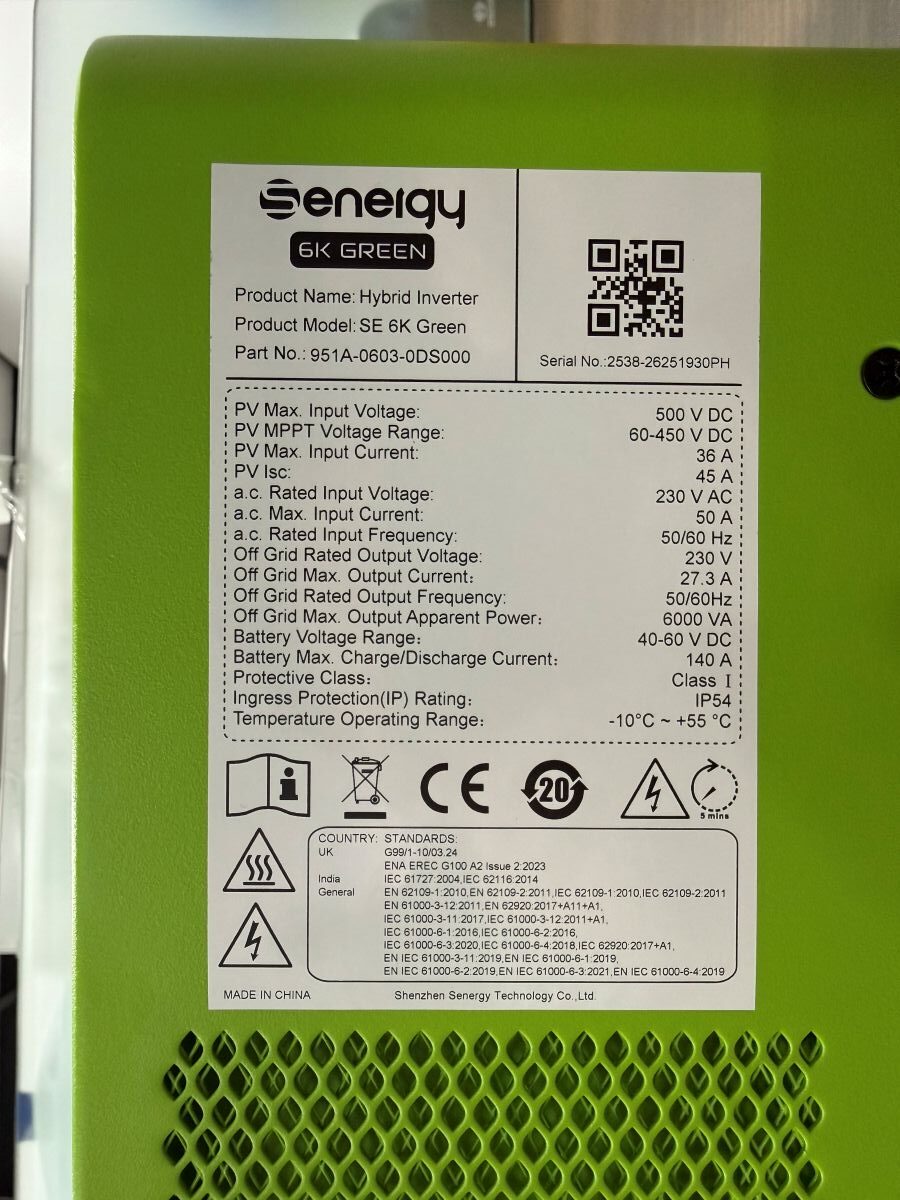 Senergy
6K GREEN
Product Name: Hybrid Inverter
Product Model: SE 6K Green
Part No.: 951A-0603-0DS000
Serial No.:2538-26251930PH
PV Max. Input Voltage: 500 V DC
PV MPPT Voltage Range: 60-450 V DC
PV Max. Input Current: 36 A
PV Isc: 45 A
a.c. Rated Input Voltage: 230 V AC
a.c. Max. Input Current: 50 A
a.c. Rated Input Frequency: 50/60 Hz
Off Grid Rated Output Voltage: 230 V
Off Grid Max. Output Current: 27.3 A
Off Grid Rated Output Frequency: 50/60Hz
Off Grid Max. Output Apparent Power: 6000 VA
Battery Voltage Range: 40-60 V DC
Battery Max. Charge/Discharge Current: 140 A
Protective Class: Class I
Ingress Protection(IP) Rating: IP54
Temperature Operating Range: -10°C ~ +55 °C
CE
20
5 mins
COUNTRY: STANDARDS:
UK G99/1-10/03.24
ENA EREC G100 A2 Issue 2:2023
India IEC 61727:2004,IEC 62116:2014
General EN 62109-1:2010,EN 62109-2:2011,IEC 62109-1:2010,IEC 62109-2:2011
EN 61000-3-12:2011,EN 62920:2017+A11+A1,
IEC 61000-3-11:2017,IEC 61000-3-12:2011+A1,
IEC 61000-6-1:2016,IEC 61000-6-2:2016,
IEC 61000-6-3:2020,IEC 61000-6-4:2018,IEC 62920:2017+A1,
EN IEC 61000-3-11:2019,EN IEC 61000-6-1:2019,
EN IEC 61000-6-2:2019,EN IEC 61000-6-3:2021,EN IEC 61000-6-4:2019
MADE IN CHINA
Shenzhen Senergy Technology Co.,Ltd.